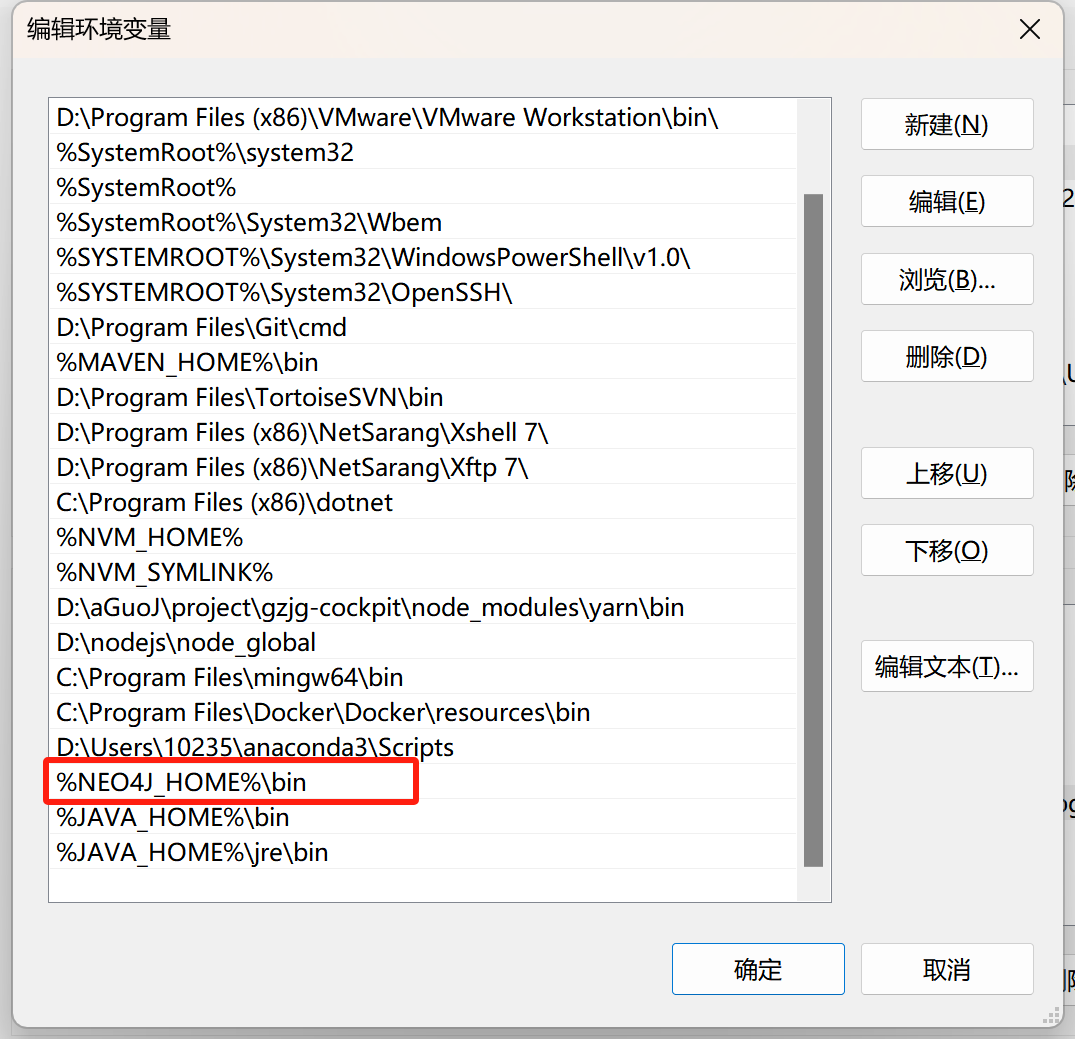 编辑环境变量
D:\Program Files (x86)\VMware\VMware Workstation\bin\
%SystemRoot%\system32
%SystemRoot%
%SystemRoot%\System32\Wbem
%SYSTEMROOT%\System32\WindowsPowerShell\v1.0\
%SYSTEMROOT%\System32\OpenSSH\
D:\Program Files\Git\cmd
%MAVEN_HOME%\bin
D:\Program Files\TortoiseSVN\bin
D:\Program Files (x86)\NetSarang\Xshell 7\
D:\Program Files (x86)\NetSarang\Xftp 7\
C:\Program Files (x86)\dotnet
%NVM_HOME%
%NVM_SYMLINK%
D:\aGuoJ\project\gzjg-cockpit\node_modules\yarn\bin
D:\nodejs\node_global
C:\Program Files\mingw64\bin
C:\Program Files\Docker\Docker\resources\bin
D:\Users\10235\anaconda3\Scripts
%NEO4J_HOME%\bin
%JAVA_HOME%\bin
%JAVA_HOME%\jre\bin
新建(N)
编辑(E)
浏览(B)...
删除(D)
上移(U)
下移(O)
编辑文本(T)...
确定
取消